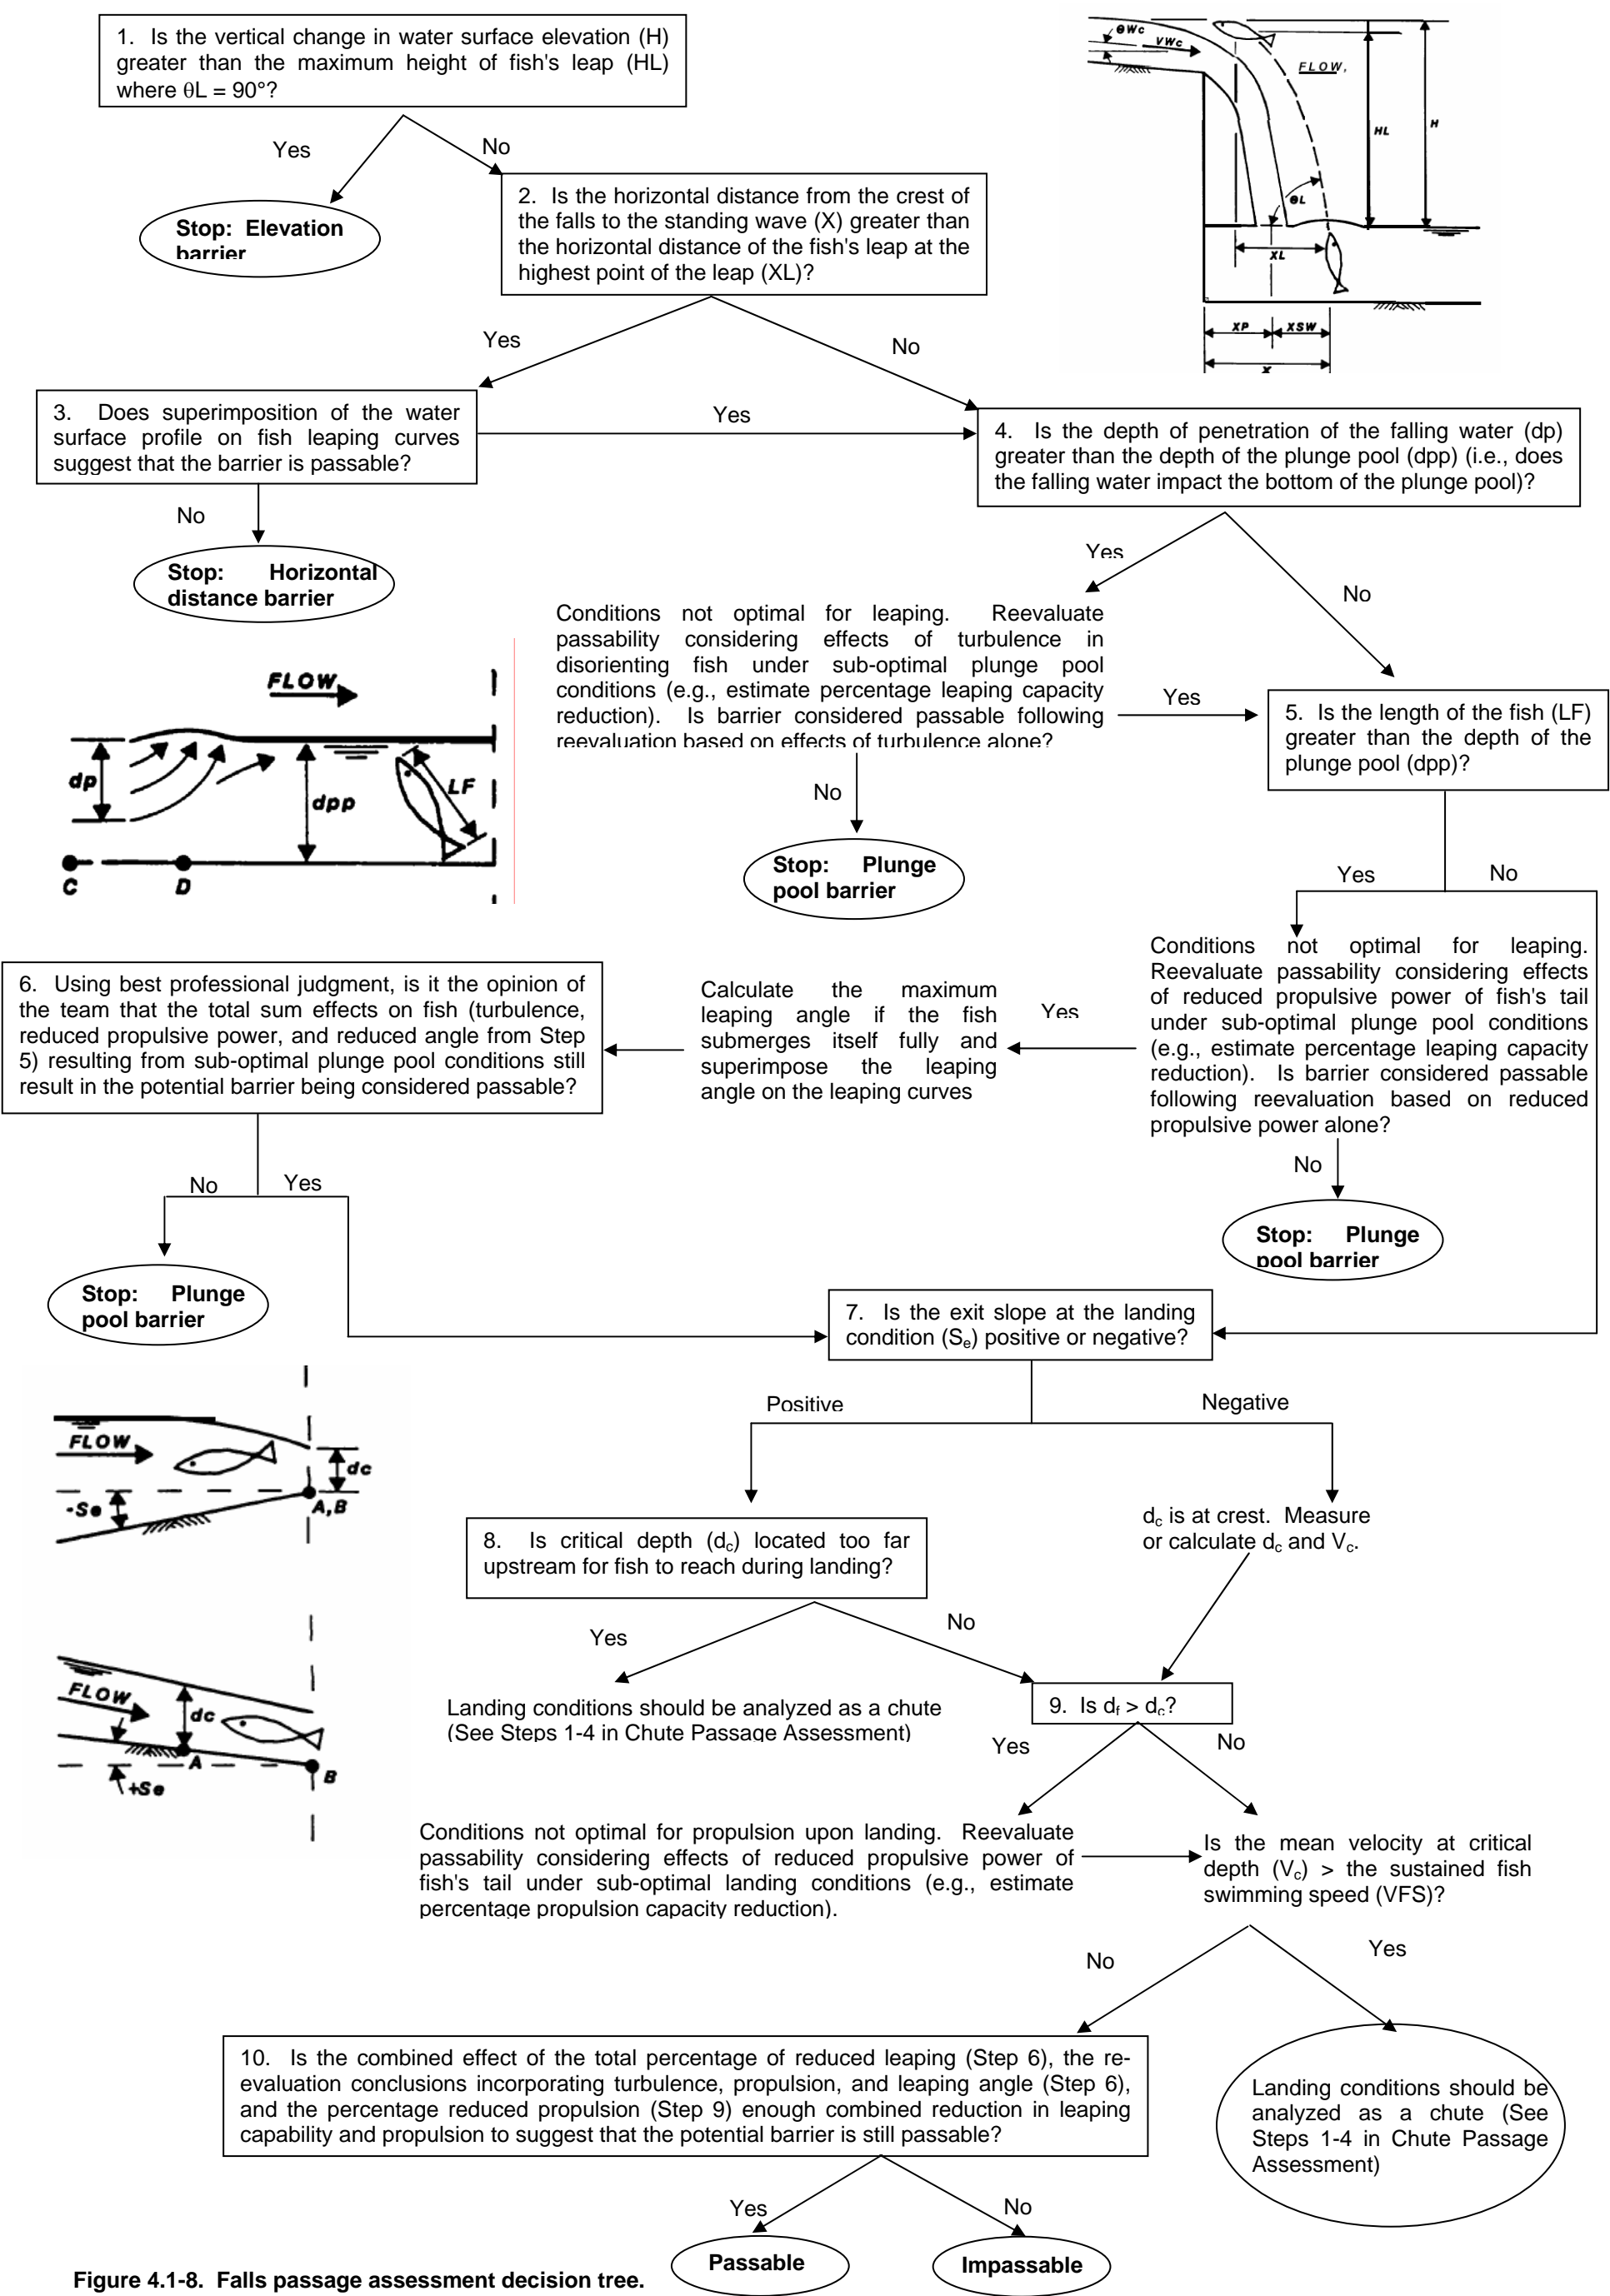 1. Is the vertical change in water surface elevation (H)
greater than the maximum height of fish's leap (HL)
where θL = 90°?
Yes
No
Stop: Elevation
barrier
2. Is the horizontal distance from the crest of
the falls to the standing wave (X) greater than
the horizontal distance of the fish's leap at the
highest point of the leap (XL)?
θWc
VWc
FLOW,
HL
H
θL
XL
XP
XSW
X
Yes
No
3. Does superimposition of the water
surface profile on fish leaping curves
suggest that the barrier is passable?
Yes
4. Is the depth of penetration of the falling water (dp)
greater than the depth of the plunge pool (dpp) (i.e., does
the falling water impact the bottom of the plunge pool)?
No
Stop: Horizontal
distance barrier
Yes
No
Conditions not optimal for leaping. Reevaluate
passability considering effects of turbulence in
disorienting fish under sub-optimal plunge pool
conditions (e.g., estimate percentage leaping capacity
reduction). Is barrier considered passable following
reevaluation based on effects of turbulence alone?
Yes
5. Is the length of the fish (LF)
greater than the depth of the
plunge pool (dpp)?
FLOW
dp
dpp
LF
C
D
No
Stop: Plunge
pool barrier
Yes
No
Conditions not optimal for leaping.
Reevaluate passability considering effects
of reduced propulsive power of fish's tail
under sub-optimal plunge pool conditions
(e.g., estimate percentage leaping capacity
reduction). Is barrier considered passable
following reevaluation based on reduced
propulsive power alone?
Yes
Calculate the maximum
leaping angle if the fish
submerges itself fully and
superimpose the leaping
angle on the leaping curves
6. Using best professional judgment, is it the opinion of
the team that the total sum effects on fish (turbulence,
reduced propulsive power, and reduced angle from Step
5) resulting from sub-optimal plunge pool conditions still
result in the potential barrier being considered passable?
No
Stop: Plunge
pool barrier
No
Yes
Stop: Plunge
pool barrier
7. Is the exit slope at the landing
condition (Se) positive or negative?
Positive
Negative
FLOW
dc
-Se
A,B
8. Is critical depth (dc) located too far
upstream for fish to reach during landing?
dc is at crest. Measure
or calculate dc and Vc.
Yes
No
FLOW
dc
A
B
+Se
Landing conditions should be analyzed as a chute
(See Steps 1-4 in Chute Passage Assessment)
9. Is df > dc?
Yes
No
Conditions not optimal for propulsion upon landing. Reevaluate
passability considering effects of reduced propulsive power of
fish's tail under sub-optimal landing conditions (e.g., estimate
percentage propulsion capacity reduction).
Is the mean velocity at critical
depth (Vc) > the sustained fish
swimming speed (VFS)?
No
Yes
10. Is the combined effect of the total percentage of reduced leaping (Step 6), the re-
evaluation conclusions incorporating turbulence, propulsion, and leaping angle (Step 6),
and the percentage reduced propulsion (Step 9) enough combined reduction in leaping
capability and propulsion to suggest that the potential barrier is still passable?
Landing conditions should be
analyzed as a chute (See
Steps 1-4 in Chute Passage
Assessment)
Yes
No
Passable
Impassable
Figure 4.1-8. Falls passage assessment decision tree.